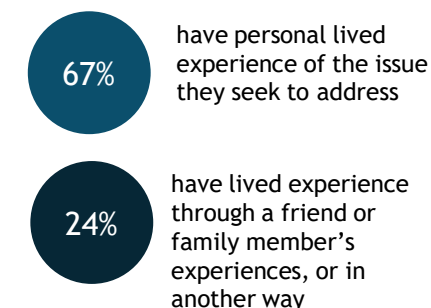 67%
have personal lived
experience of the issue
they seek to address
24%
have lived experience
through a friend or
family member’s
experiences, or in
another way